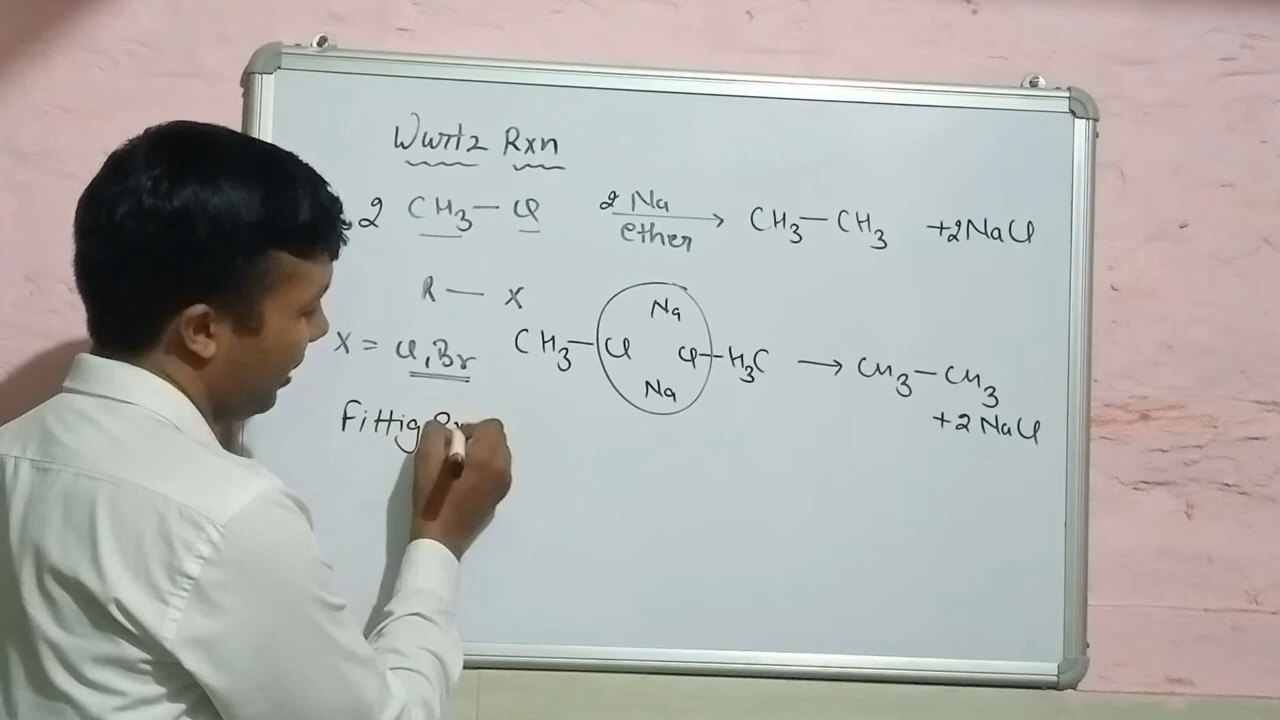 Wurtz Rxn
2 CH3 — Cl 2 Na ether → CH3 — CH3 + 2NaCl
R — X
X = Cl, Br
Na
CH3 — Cl Cl — H3C → CH3 — CH3
Na
+ 2 NaCl
Fittig